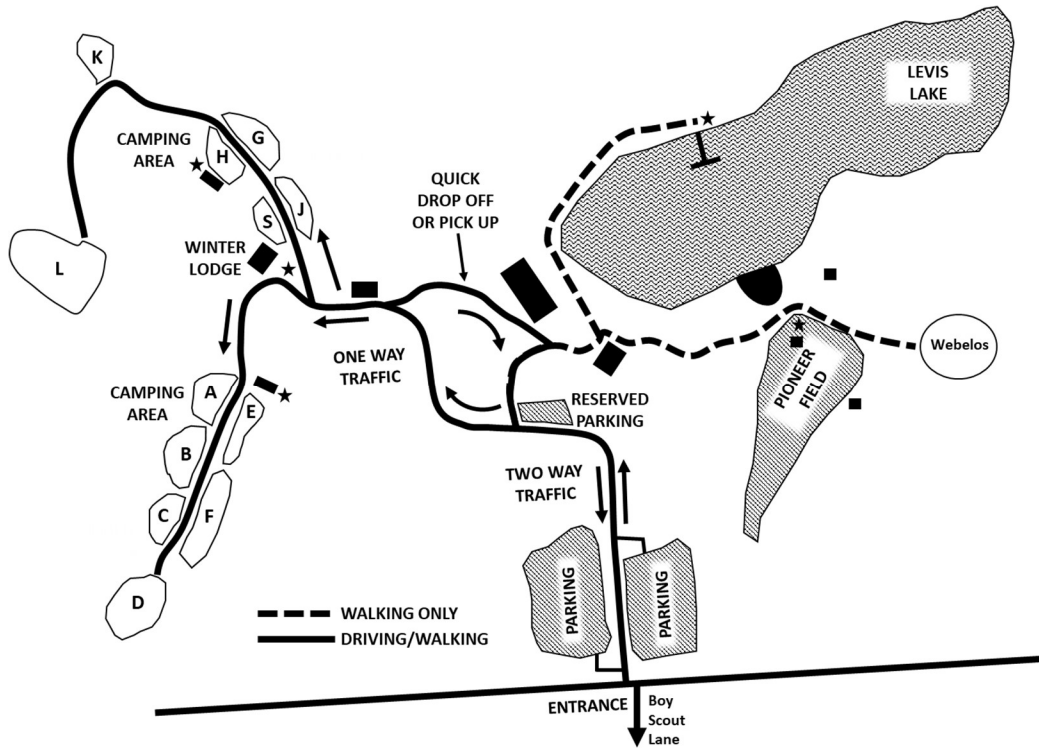 K
LEVIS
LAKE
CAMPING
AREA
G
H
QUICK
DROP OFF
OR PICK UP
J
S
WINTER
LODGE
L
ONE WAY
TRAFFIC
Webelos
PIONEER
FIELD
CAMPING
AREA
A
E
RESERVED
PARKING
B
TWO WAY
TRAFFIC
C
F
D
PARKING
PARKING
WALKING ONLY
DRIVING/WALKING
ENTRANCE
Boy
Scout
Lane